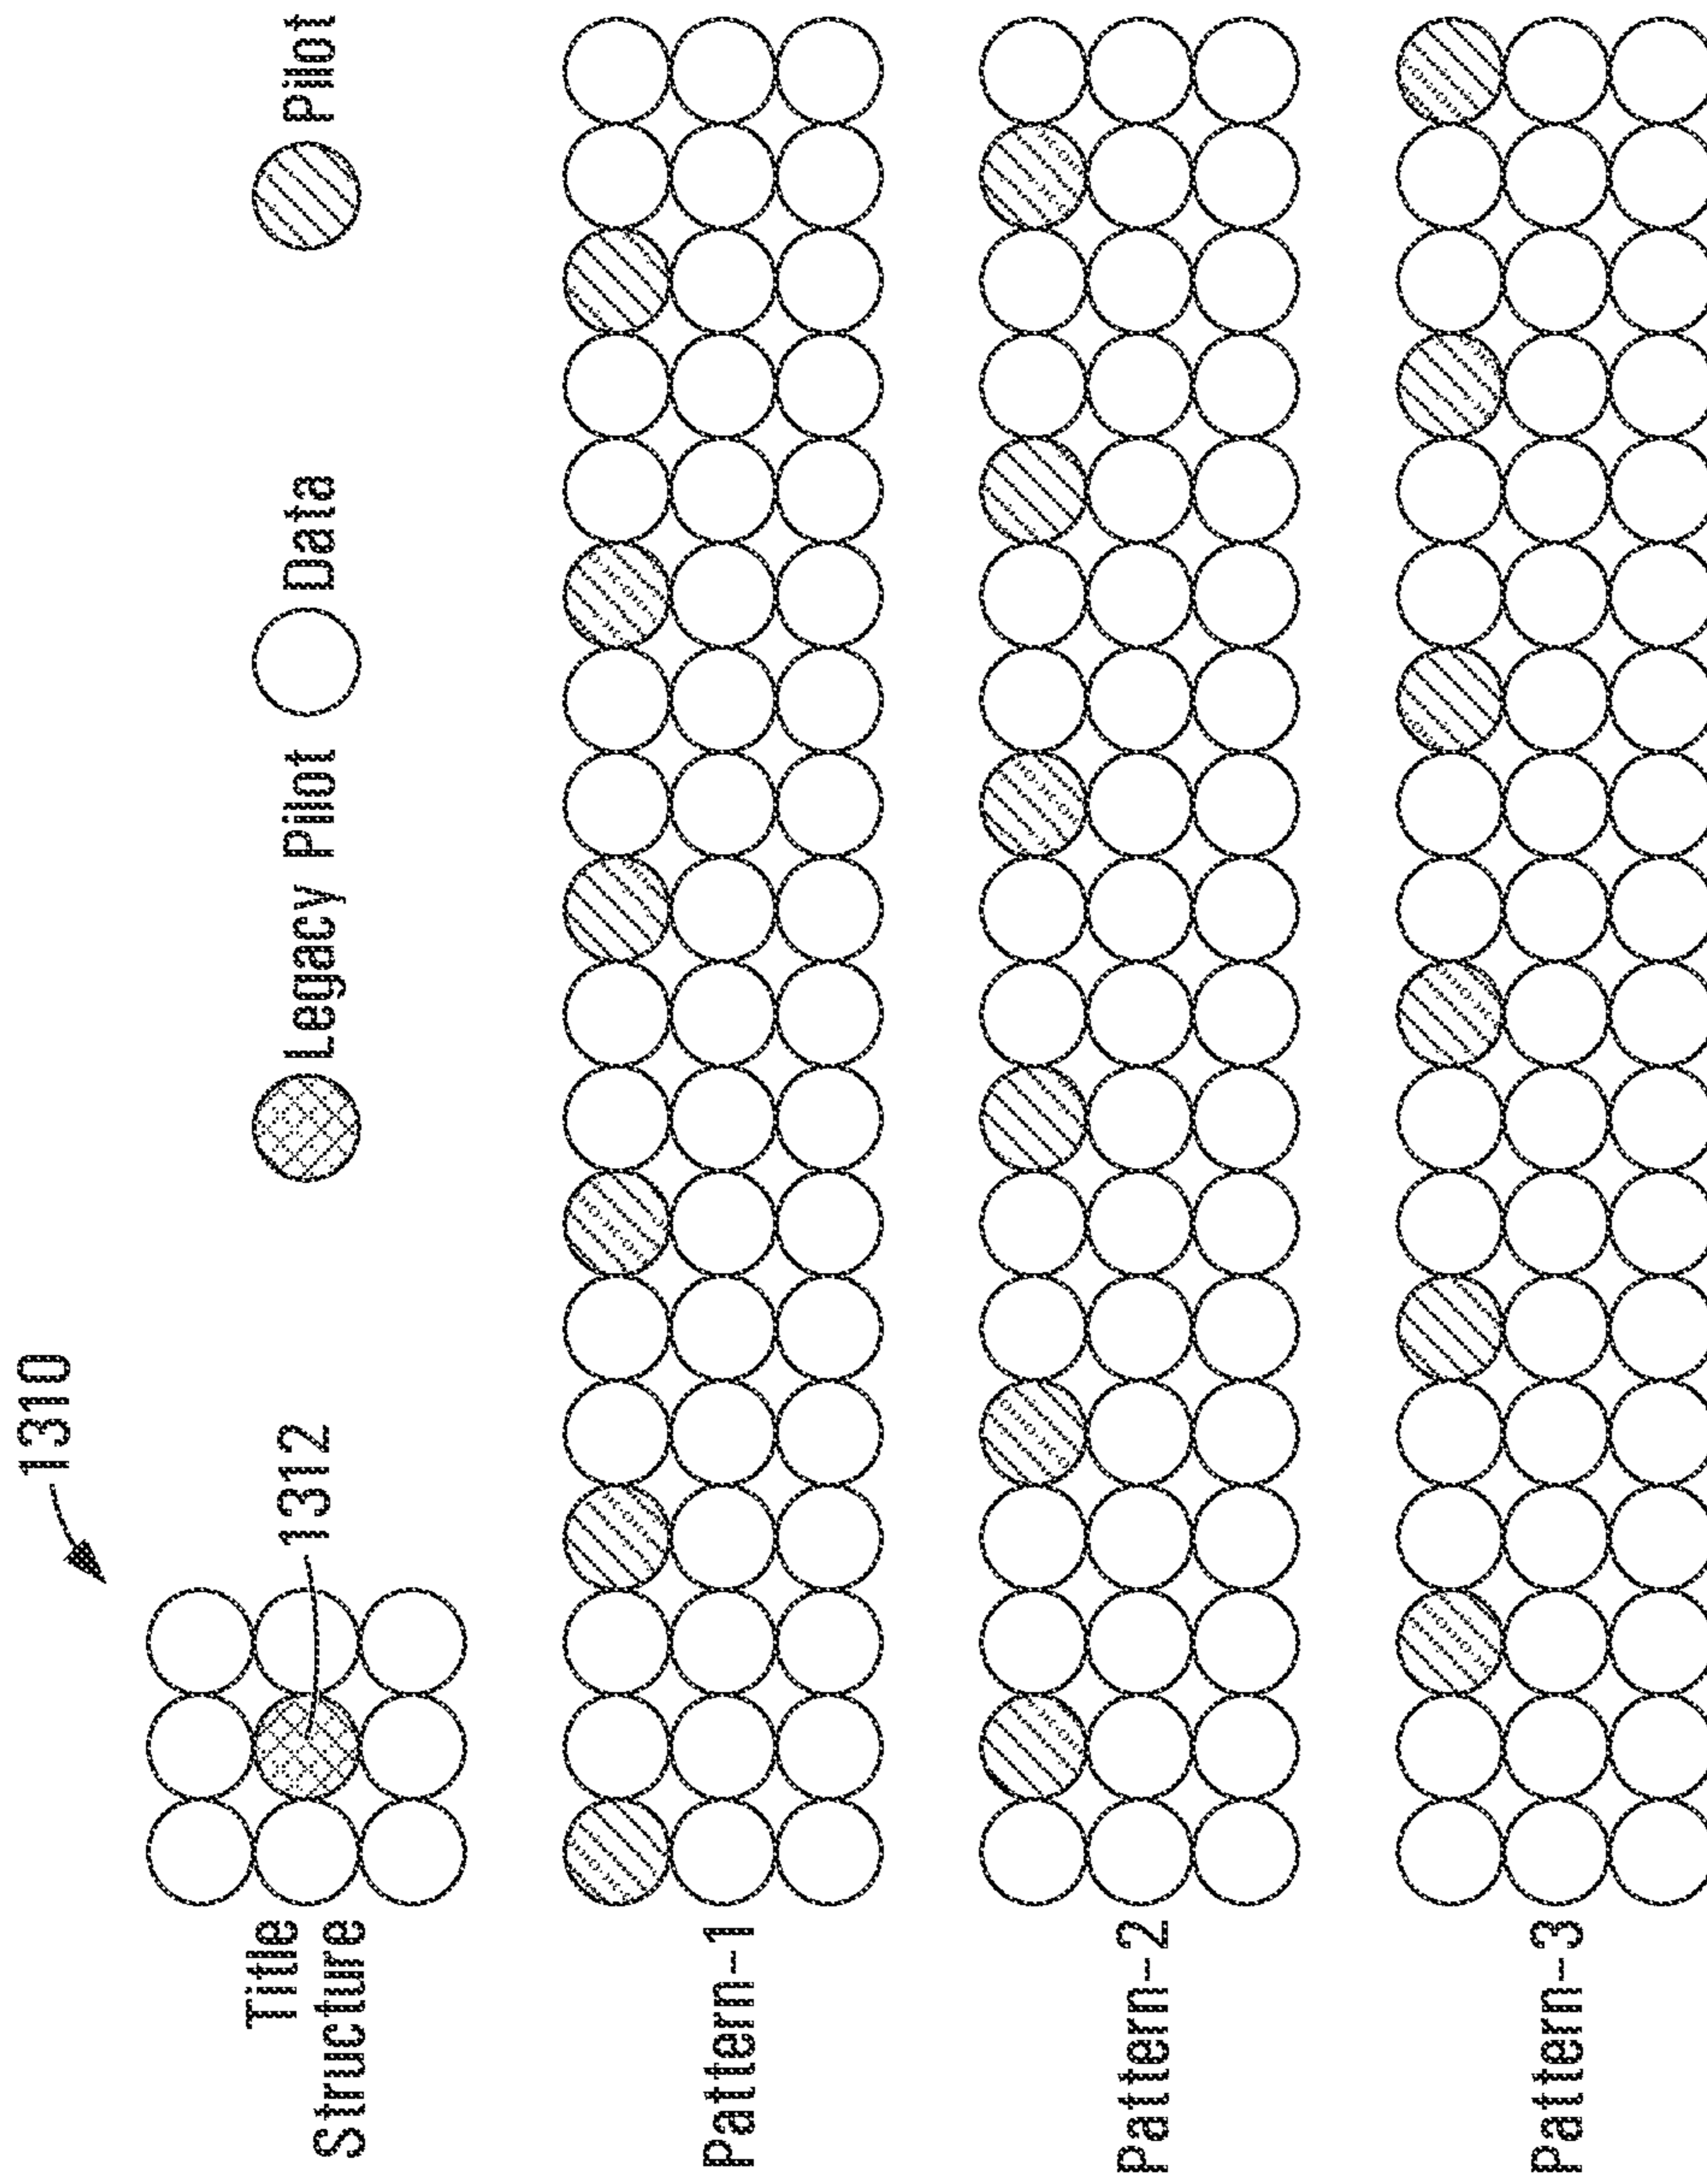 1310
Title
Structure
1312
Legacy Pilot
Data
Pilot
Pattern-1
Pattern-2
Pattern-3